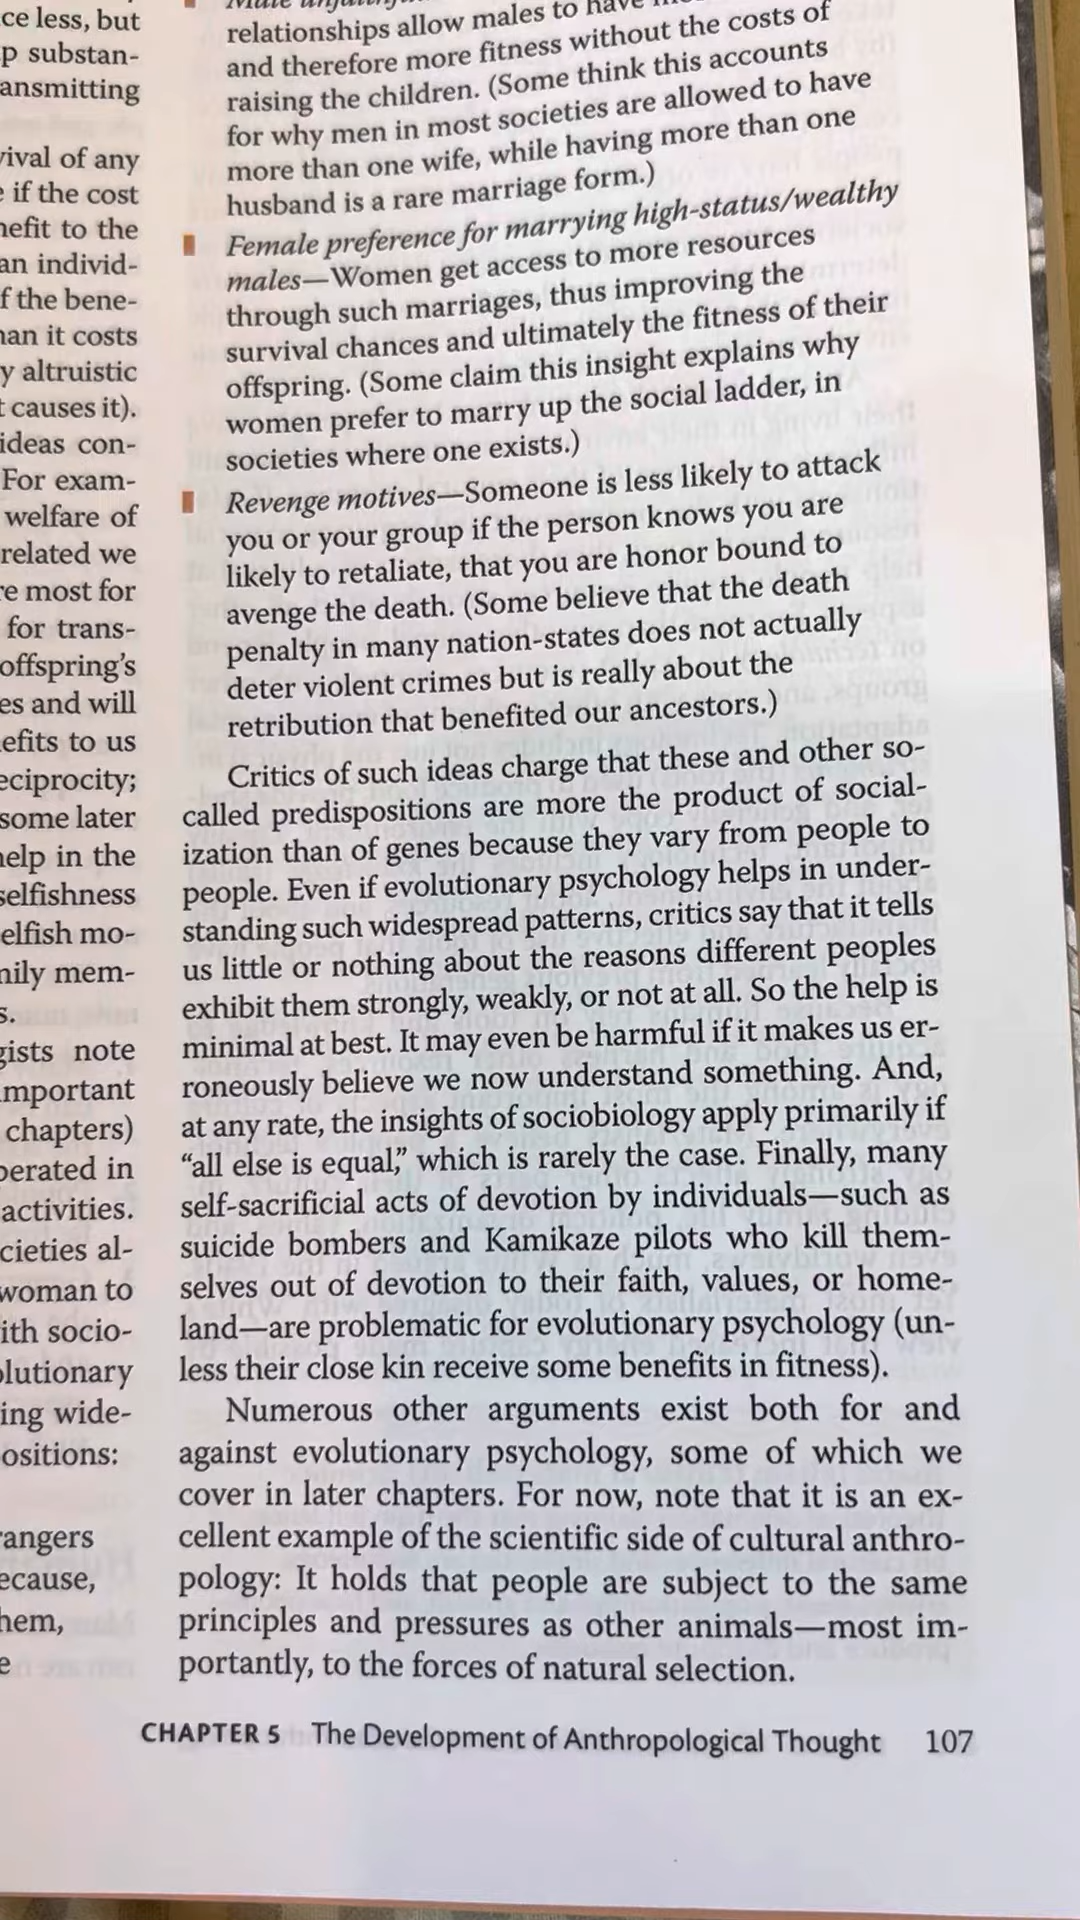 ce less, but
p substan-
ansmitting
vival of any
e if the cost
nefit to the
an individ-
f the bene-
han it costs
y altruistic
t causes it).
ideas con-
For exam-
welfare of
related we
re most for
for trans-
offspring's
es and will
efits to us
eciprocity;
some later
help in the
selfishness
elfish mo-
mily mem-
s.
gists note
mportant
chapters)
perated in
activities.
cieties al-
woman to
ith socio-
olutionary
ing wide-
ositions:
rangers
ecause,
hem,
e
Male
relationships allow males to have
and therefore more fitness without the costs of
raising the children. (Some think this accounts
for why men in most societies are allowed to have
more than one wife, while having more than one
husband is a rare marriage form.)
Female preference for marrying high-status/wealthy
males—Women get access to more resources
through such marriages, thus improving the
survival chances and ultimately the fitness of their
offspring. (Some claim this insight explains why
women prefer to marry up the social ladder, in
societies where one exists.)
Revenge motives—Someone is less likely to attack
you or your group if the person knows you are
likely to retaliate, that you are honor bound to
avenge the death. (Some believe that the death
penalty in many nation-states does not actually
deter violent crimes but is really about the
retribution that benefited our ancestors.)
Critics of such ideas charge that these and other so-
called predispositions are more the product of social-
ization than of genes because they vary from people to
people. Even if evolutionary psychology helps in under-
standing such widespread patterns, critics say that it tells
us little or nothing about the reasons different peoples
exhibit them strongly, weakly, or not at all. So the help is
minimal at best. It may even be harmful if it makes us er-
roneously believe we now understand something. And,
at any rate, the insights of sociobiology apply primarily if
“all else is equal,” which is rarely the case. Finally, many
self-sacrificial acts of devotion by individuals—such as
suicide bombers and Kamikaze pilots who kill them-
selves out of devotion to their faith, values, or home-
land—are problematic for evolutionary psychology (un-
less their close kin receive some benefits in fitness).
Numerous other arguments exist both for and
against evolutionary psychology, some of which we
cover in later chapters. For now, note that it is an ex-
cellent example of the scientific side of cultural anthro-
pology: It holds that people are subject to the same
principles and pressures as other animals—most im-
portantly, to the forces of natural selection.
CHAPTER 5 The Development of Anthropological Thought 107